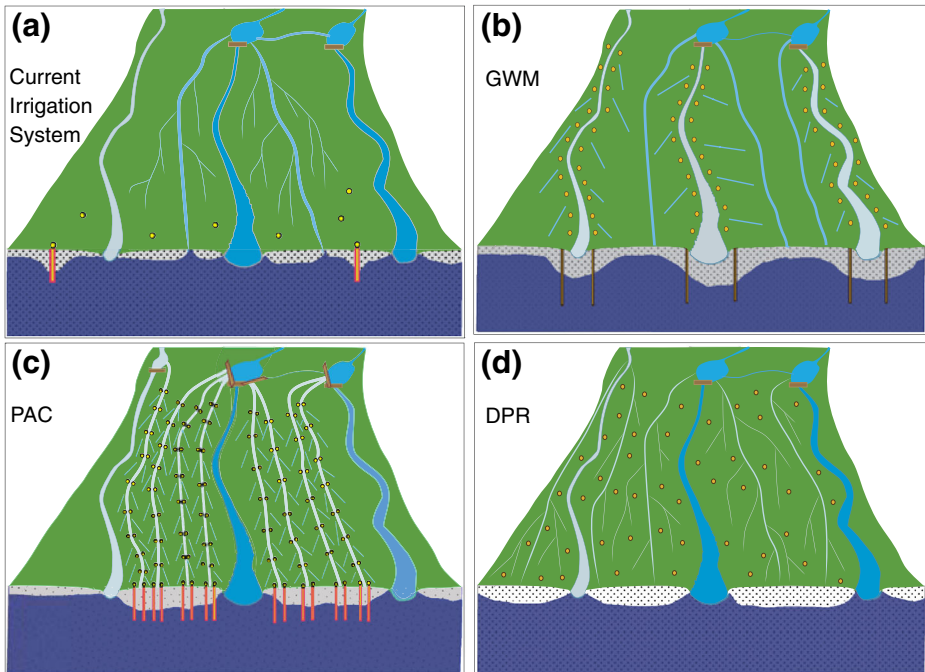 (a)
Current
Irrigation
System
(b)
GWM
(c)
PAC
(d)
DPR